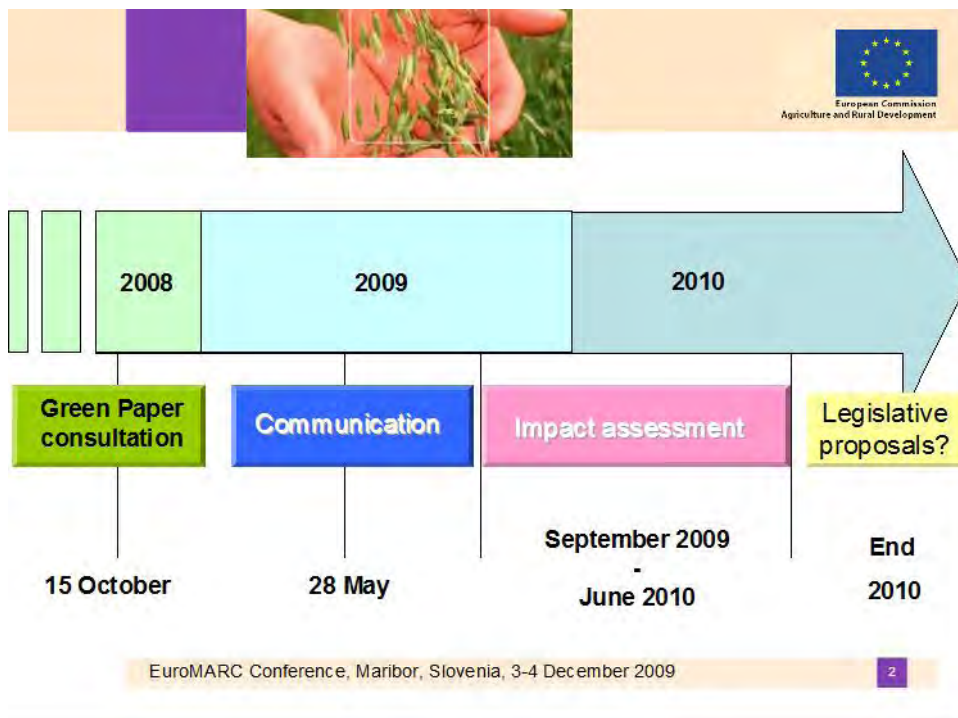 European Commission
Agriculture and Rural Development
2008
2009
2010
Green Paper
consultation
Communication
Impact assessment
Legislative
proposals?
15 October
28 May
September 2009
-
June 2010
End
2010
EuroMARC Conference, Maribor, Slovenia, 3-4 December 2009
2